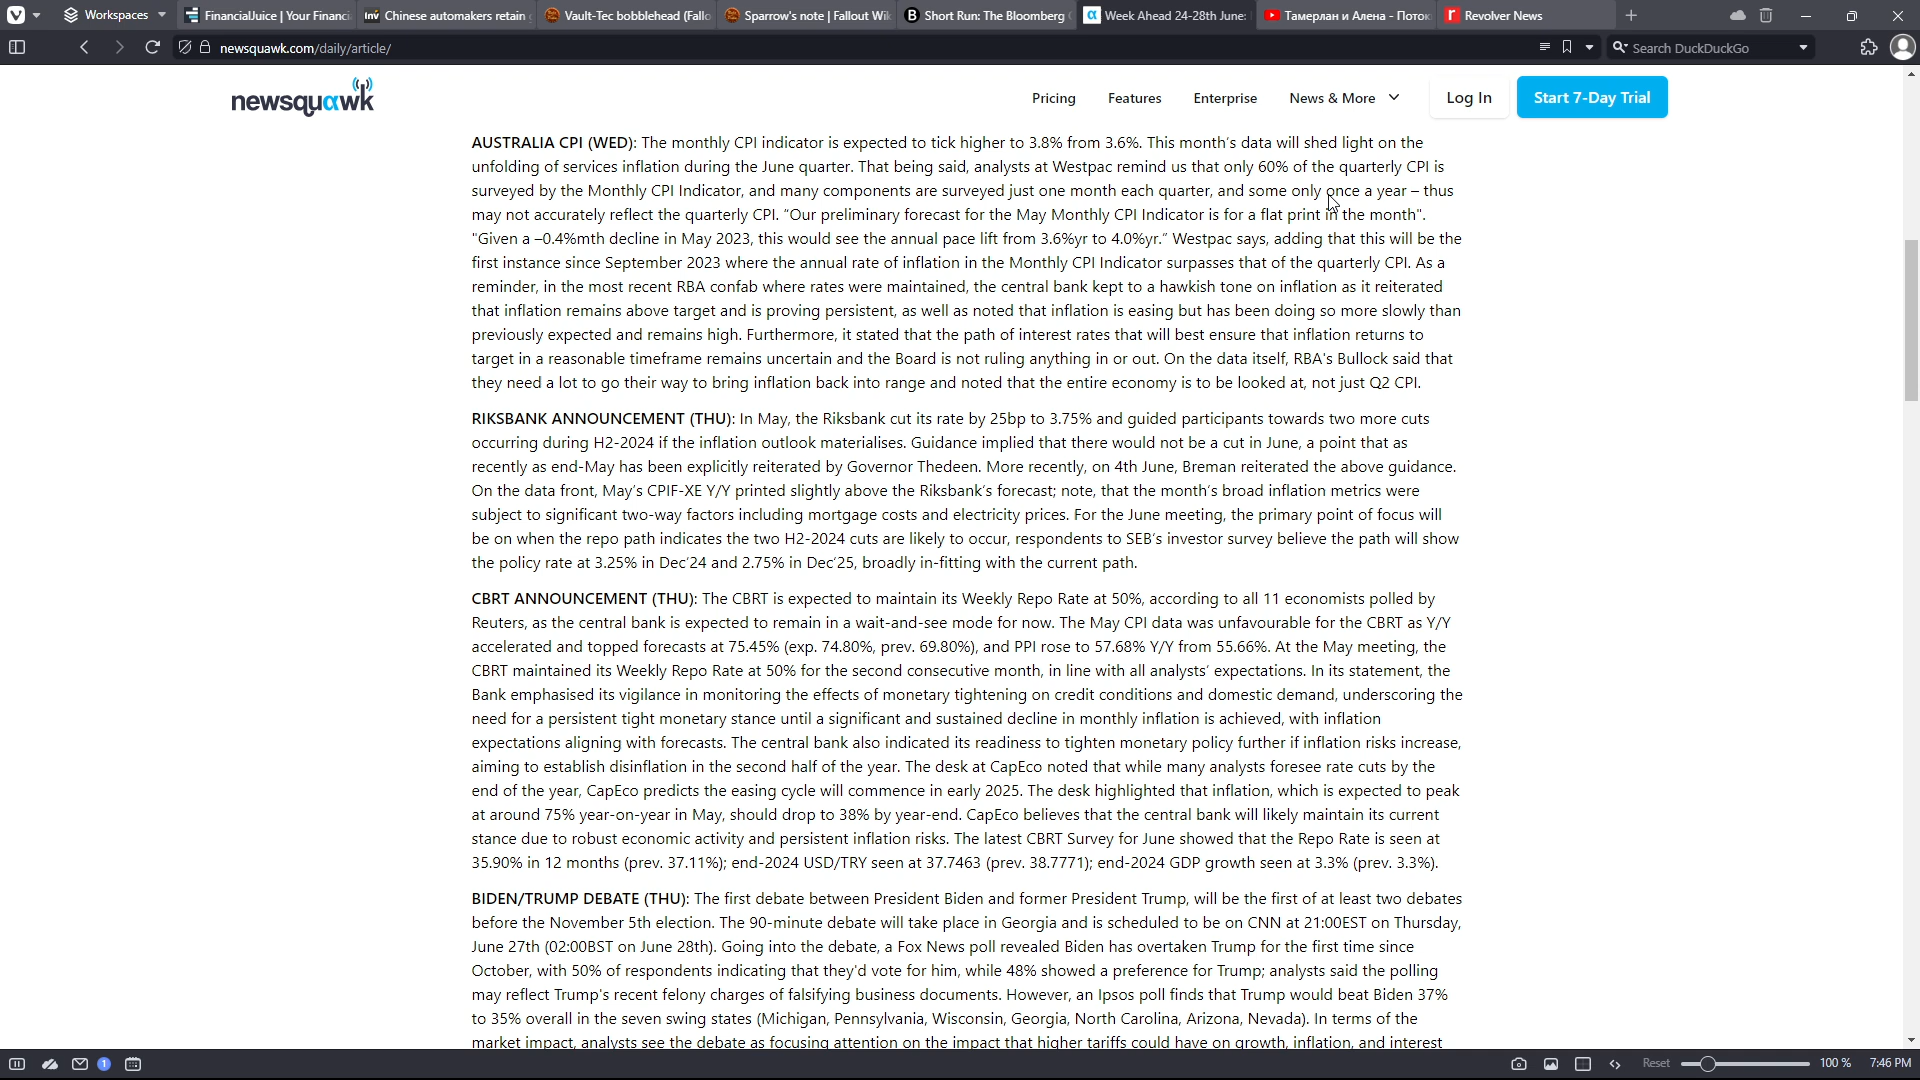 Workspaces
FinancialJuice | Your Financi
Chinese automakers retain
Vault-Tec bobblehead (Fallo
Sparrow's note | Fallout Wik
Short Run: The Bloomberg
Week Ahead 24-28th June:
Тамерлан и Алена - Поток
Revolver News
newsquawk.com/daily/article/
Search DuckDuckGo
newsquawk
Pricing
Features
Enterprise
News & More
Log In
Start 7-Day Trial
AUSTRALIA CPI (WED): The monthly CPI indicator is expected to tick higher to 3.8% from 3.6%. This month's data will shed light on the
unfolding of services inflation during the June quarter. That being said, analysts at Westpac remind us that only 60% of the quarterly CPI is
surveyed by the Monthly CPI Indicator, and many components are surveyed just one month each quarter, and some only once a year – thus
may not accurately reflect the quarterly CPI. "Our preliminary forecast for the May Monthly CPI Indicator is for a flat print in the month".
"Given a –0.4%mth decline in May 2023, this would see the annual pace lift from 3.6%yr to 4.0%yr." Westpac says, adding that this will be the
first instance since September 2023 where the annual rate of inflation in the Monthly CPI Indicator surpasses that of the quarterly CPI. As a
reminder, in the most recent RBA confab where rates were maintained, the central bank kept to a hawkish tone on inflation as it reiterated
that inflation remains above target and is proving persistent, as well as noted that inflation is easing but has been doing so more slowly than
previously expected and remains high. Furthermore, it stated that the path of interest rates that will best ensure that inflation returns to
target in a reasonable timeframe remains uncertain and the Board is not ruling anything in or out. On the data itself, RBA's Bullock said that
they need a lot to go their way to bring inflation back into range and noted that the entire economy is to be looked at, not just Q2 CPI.
RIKSBANK ANNOUNCEMENT (THU): In May, the Riksbank cut its rate by 25bp to 3.75% and guided participants towards two more cuts
occurring during H2-2024 if the inflation outlook materialises. Guidance implied that there would not be a cut in June, a point that as
recently as end-May has been explicitly reiterated by Governor Thedeen. More recently, on 4th June, Breman reiterated the above guidance.
On the data front, May's CPIF-XE Y/Y printed slightly above the Riksbank's forecast; note, that the month's broad inflation metrics were
subject to significant two-way factors including mortgage costs and electricity prices. For the June meeting, the primary point of focus will
be on when the repo path indicates the two H2-2024 cuts are likely to occur, respondents to SEB's investor survey believe the path will show
the policy rate at 3.25% in Dec'24 and 2.75% in Dec'25, broadly in-fitting with the current path.
CBRT ANNOUNCEMENT (THU): The CBRT is expected to maintain its Weekly Repo Rate at 50%, according to all 11 economists polled by
Reuters, as the central bank is expected to remain in a wait-and-see mode for now. The May CPI data was unfavourable for the CBRT as Y/Y
accelerated and topped forecasts at 75.45% (exp. 74.80%, prev. 69.80%), and PPI rose to 57.68% Y/Y from 55.66%. At the May meeting, the
CBRT maintained its Weekly Repo Rate at 50% for the second consecutive month, in line with all analysts' expectations. In its statement, the
Bank emphasised its vigilance in monitoring the effects of monetary tightening on credit conditions and domestic demand, underscoring the
need for a persistent tight monetary stance until a significant and sustained decline in monthly inflation is achieved, with inflation
expectations aligning with forecasts. The central bank also indicated its readiness to tighten monetary policy further if inflation risks increase,
aiming to establish disinflation in the second half of the year. The desk at CapEco noted that while many analysts foresee rate cuts by the
end of the year, CapEco predicts the easing cycle will commence in early 2025. The desk highlighted that inflation, which is expected to peak
at around 75% year-on-year in May, should drop to 38% by year-end. CapEco believes that the central bank will likely maintain its current
stance due to robust economic activity and persistent inflation risks. The latest CBRT Survey for June showed that the Repo Rate is seen at
35.90% in 12 months (prev. 37.11%); end-2024 USD/TRY seen at 37.7463 (prev. 38.7771); end-2024 GDP growth seen at 3.3% (prev. 3.3%).
BIDEN/TRUMP DEBATE (THU): The first debate between President Biden and former President Trump, will be the first of at least two debates
before the November 5th election. The 90-minute debate will take place in Georgia and is scheduled to be on CNN at 21:00EST on Thursday,
June 27th (02:00BST on June 28th). Going into the debate, a Fox News poll revealed Biden has overtaken Trump for the first time since
October, with 50% of respondents indicating that they'd vote for him, while 48% showed a preference for Trump; analysts said the polling
may reflect Trump's recent felony charges of falsifying business documents. However, an Ipsos poll finds that Trump would beat Biden 37%
to 35% overall in the seven swing states (Michigan, Pennsylvania, Wisconsin, Georgia, North Carolina, Arizona, Nevada). In terms of the
market impact, analysts see the debate as focusing attention on the impact that higher tariffs could have on growth, inflation, and interest
1
Reset
100 %
7:46 PM